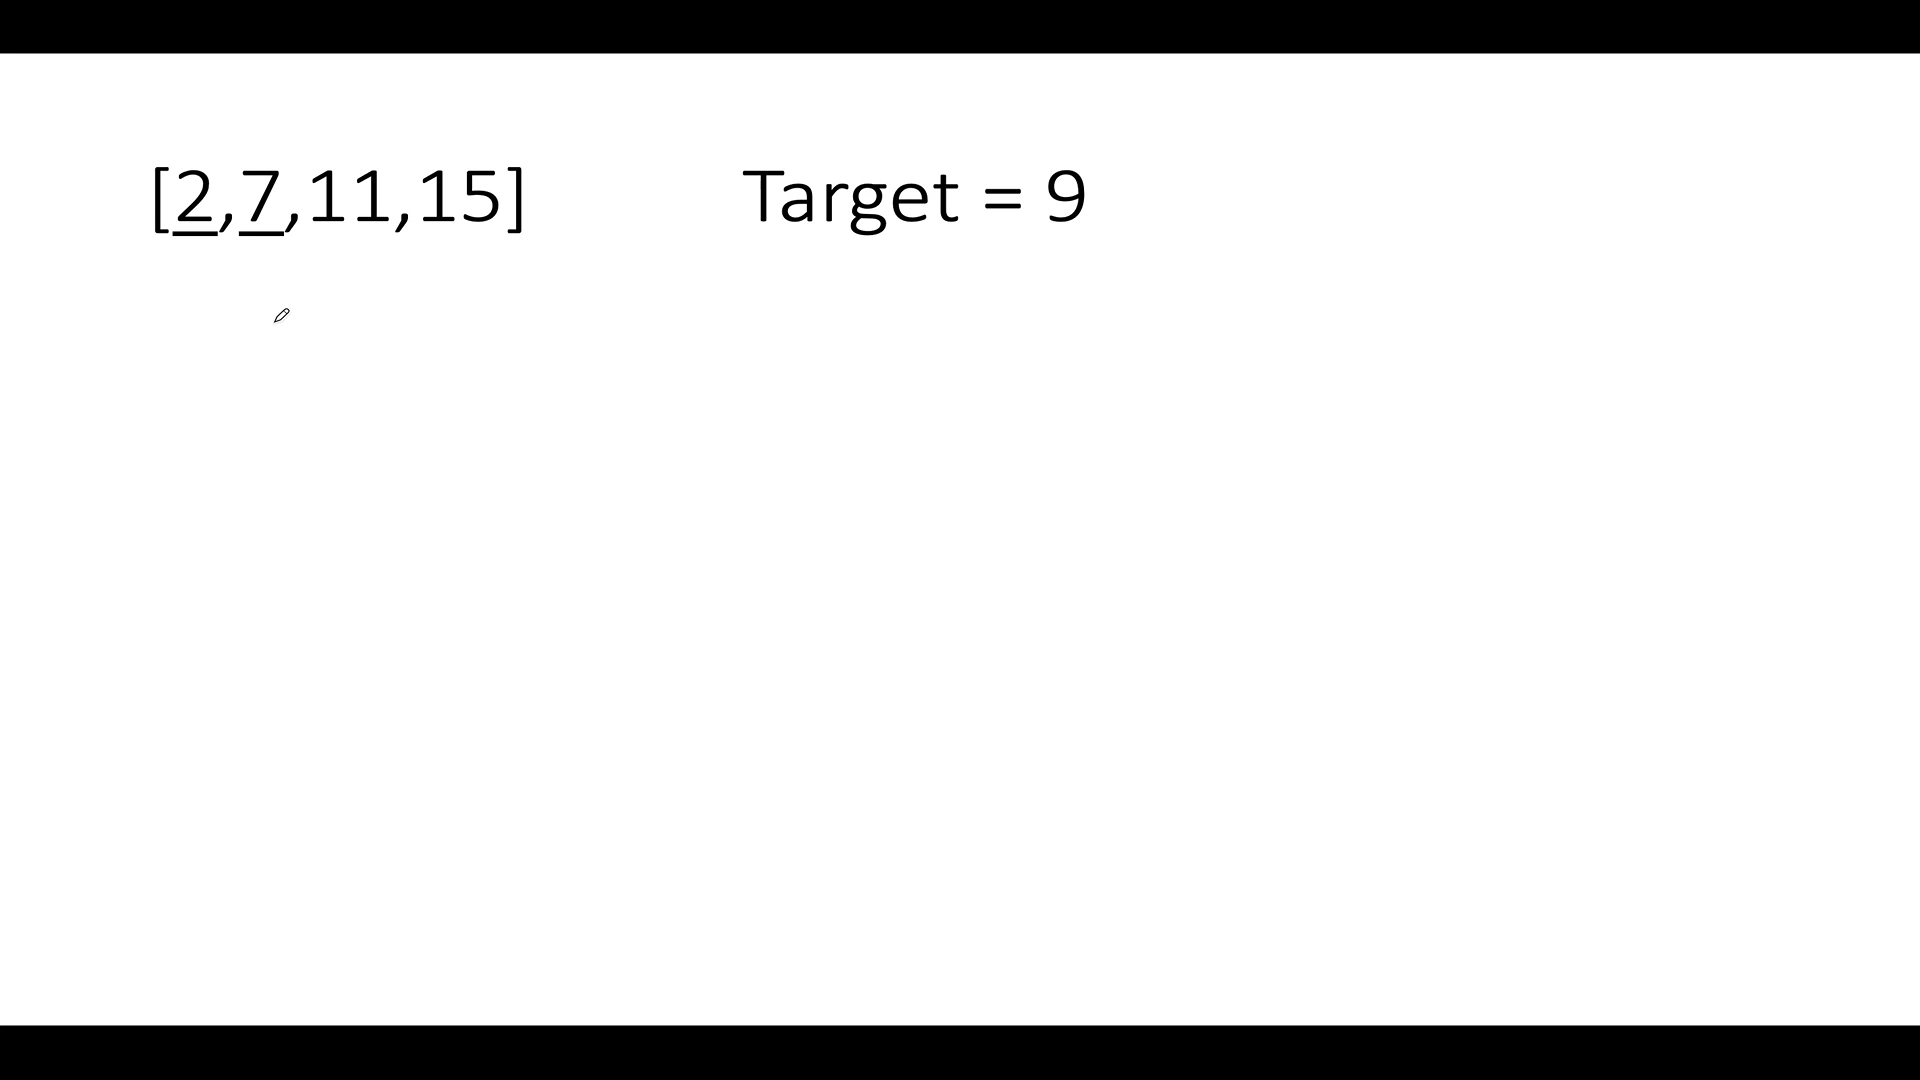 [2,7,11,15] Target = 9